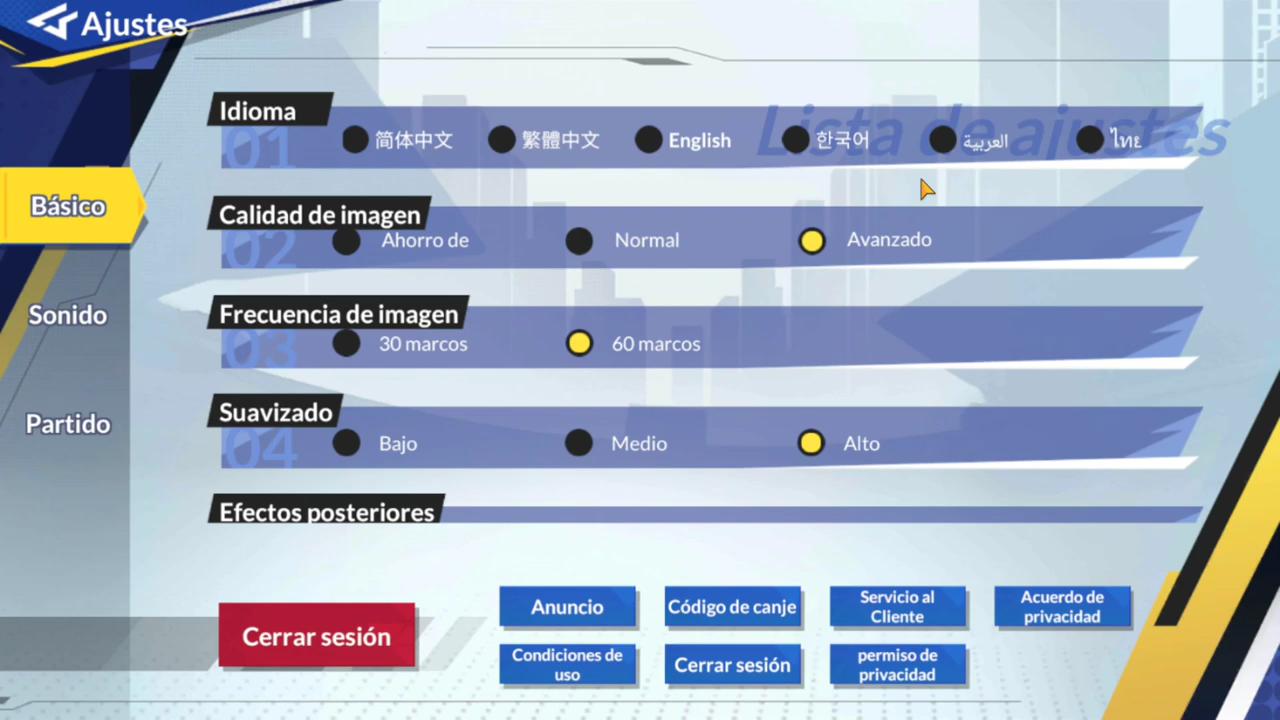 Ajustes
Lista de ajustes
Idioma
01
简体中文
繁體中文
English
한국어
العربية
ไทย
Básico
Calidad de imagen
02
Ahorro de
Normal
Avanzado
Sonido
Frecuencia de imagen
03
30 marcos
60 marcos
Partido
Suavizado
04
Bajo
Medio
Alto
Efectos posteriores
Cerrar sesión
Anuncio
Código de canje
Servicio al
Cliente
Acuerdo de
privacidad
Condiciones de
uso
Cerrar sesión
permiso de
privacidad